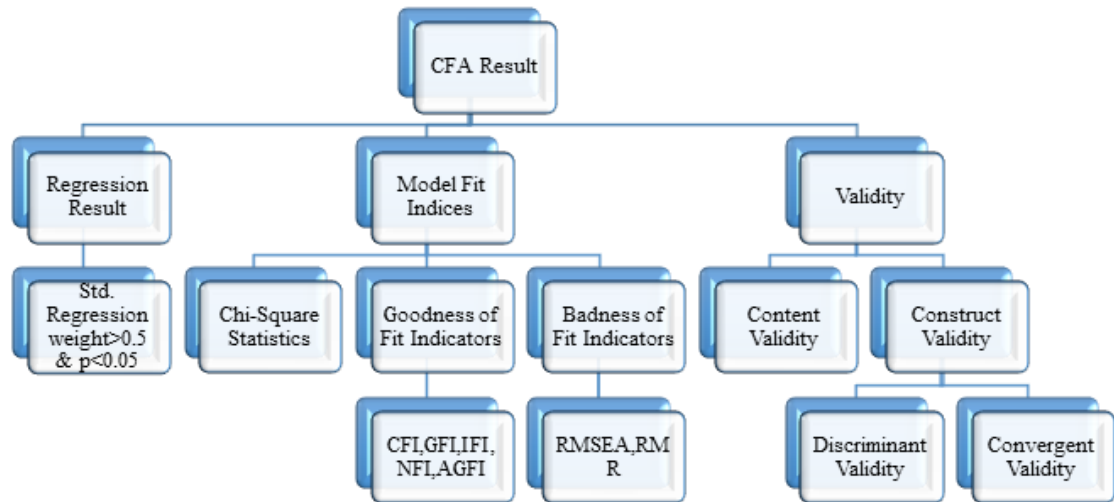 CFA Result
Regression
Result
Model Fit
Indices
Validity
Std.
Regression
weight>0.5
& p<0.05
Chi-Square
Statistics
Goodness of
Fit Indicators
Badness of
Fit Indicators
Content
Validity
Construct
Validity
CFI,GFI,IFI,
NFI,AGFI
RMSEA,RM
R
Discriminant
Validity
Convergent
Validity